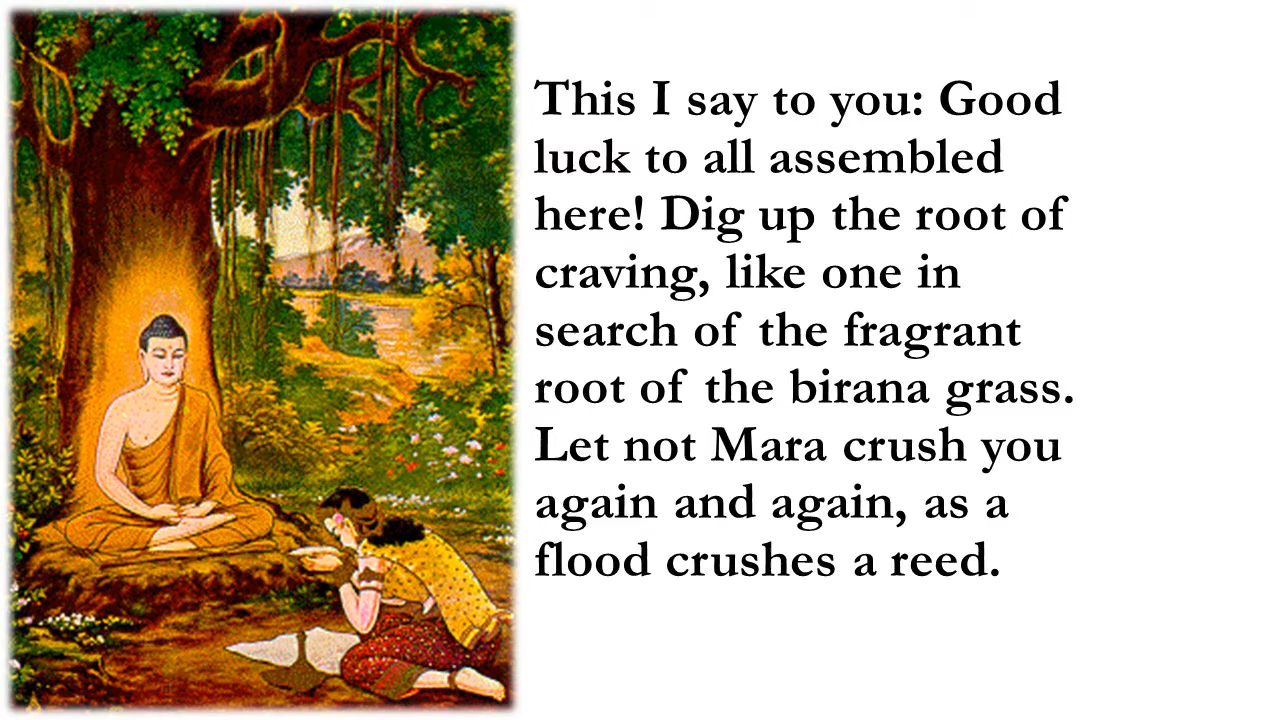 This I say to you: Good
luck to all assembled
here! Dig up the root of
craving, like one in
search of the fragrant
root of the birana grass.
Let not Mara crush you
again and again, as a
flood crushes a reed.